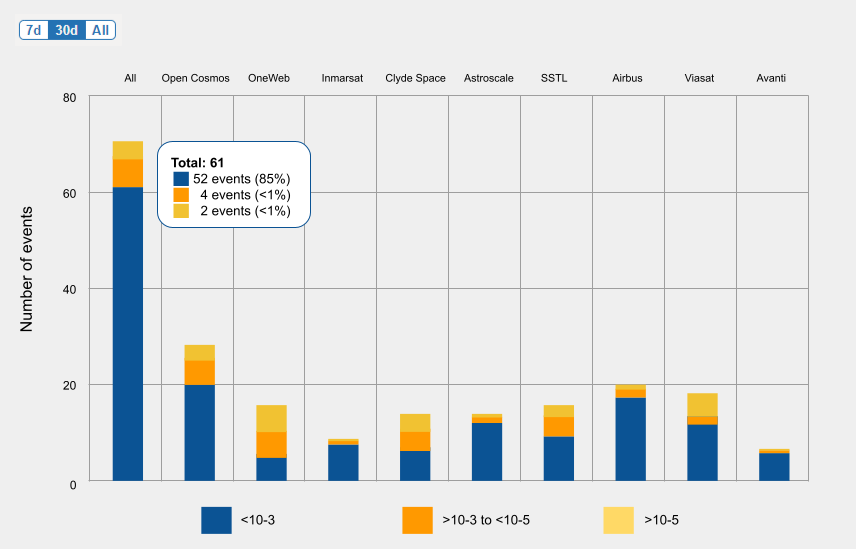 7d 30d All
All Open Cosmos OneWeb Inmarsat Clyde Space Astroscale SSTL Airbus Viasat Avanti
80
Total: 61
52 events (85%)
4 events (<1%)
2 events (<1%)
60
Number of events
40
20
0
<10-3 >10-3 to <10-5 >10-5